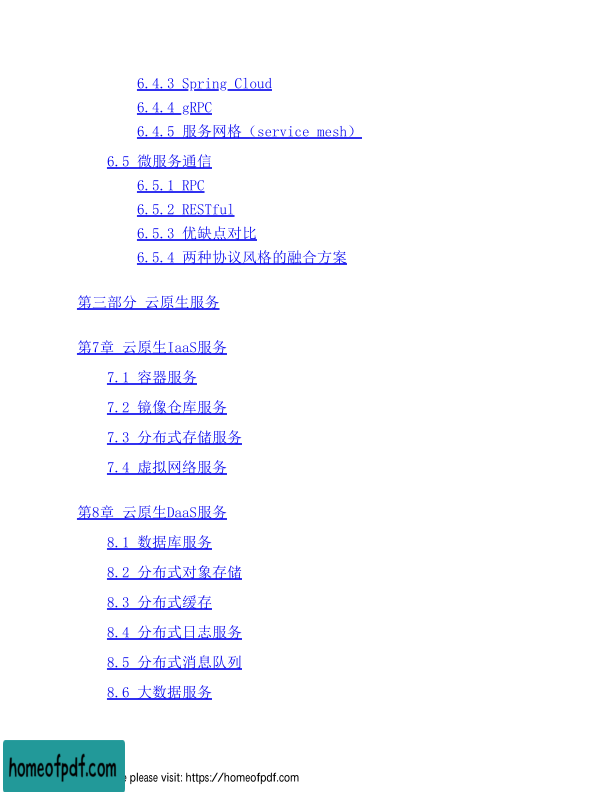 6.4.3 Spring Cloud
6.4.4 gRPC
6.4.5 服务网格（service mesh）
6.5 微服务通信
6.5.1 RPC
6.5.2 RESTful
6.5.3 优缺点对比
6.5.4 两种协议风格的融合方案
第三部分 云原生服务
第7章 云原生IaaS服务
7.1 容器服务
7.2 镜像仓库服务
7.3 分布式存储服务
7.4 虚拟网络服务
第8章 云原生DaaS服务
8.1 数据库服务
8.2 分布式对象存储
8.3 分布式缓存
8.4 分布式日志服务
8.5 分布式消息队列
8.6 大数据服务
homeofpdf.com
please visit: https://homeofpdf.com